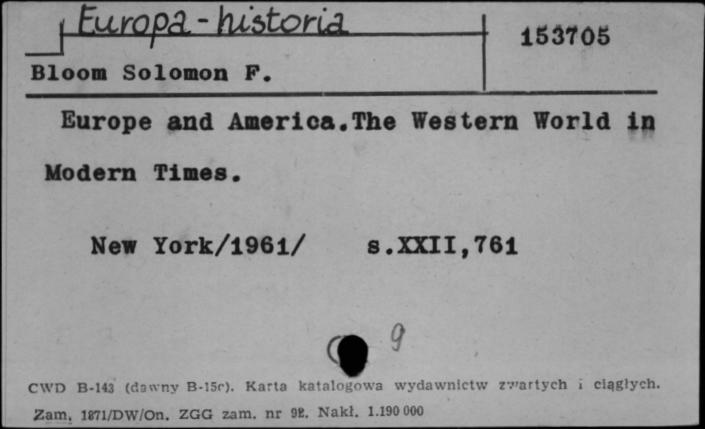 Europa - historia
153705
Bloom Solomon F.
Europe and America.The Western World in
Modern Times.
New York/1961/ s.XXII,761
9
CWD B-143 (dawny B-15c). Karta katalogowa wydawnictw zwartych i ciągłych.
Zam. 1871/DW/On. ZGG zam. nr 92. Nakł. 1.190 000